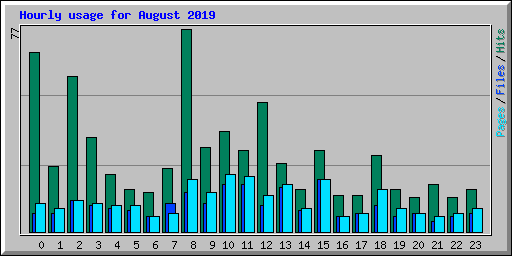 Hourly usage for August 2019
77
Pages/Files/Hits
0 1 2 3 4 5 6 7 8 9 10 11 12 13 14 15 16 17 18 19 20 21 22 23